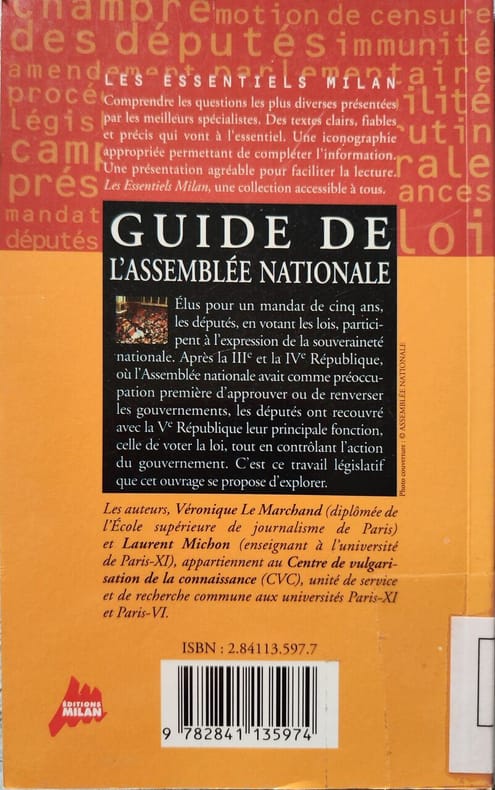 chambre
motion de censure
des députés
immunité
amendement parlementaire
LES ESSENTIELS MILAN
Comprendre les questions les plus diverses présentées
par les meilleurs spécialistes. Des textes clairs, fiables
et précis qui vont à l'essentiel. Une iconographie
appropriée permettant de compléter l'information.
Une présentation agréable pour faciliter la lecture.
Les Essentiels Milan, une collection accessible à tous.
procé
ilité
légis
rutin
camp
rale
prés
ances
mandat
députés
loi
GUIDE DE
L'ASSEMBLÉE NATIONALE
Élus pour un mandat de cinq ans,
les députés, en votant les lois, partici-
pent à l'expression de la souveraineté
nationale. Après la IIIe et la IVe République,
où l'Assemblée nationale avait comme préoccu-
pation première d'approuver ou de renverser
les gouvernements, les députés ont recouvré
avec la Ve République leur principale fonction,
celle de voter la loi, tout en contrôlant l'action
du gouvernement. C'est ce travail législatif
que cet ouvrage se propose d'explorer.
Photo couverture : © ASSEMBLÉE NATIONALE
Les auteurs, Véronique Le Marchand (diplômée de
l'École supérieure de journalisme de Paris)
et Laurent Michon (enseignant à l'université
de Paris-XI), appartiennent au Centre de vulgari-
sation de la connaissance (CVC), unité de service
et de recherche commune aux universités Paris-XI
et Paris-VI.
ISBN : 2.84113.597.7
9 782841 135974
ÉDITIONS
MILAN